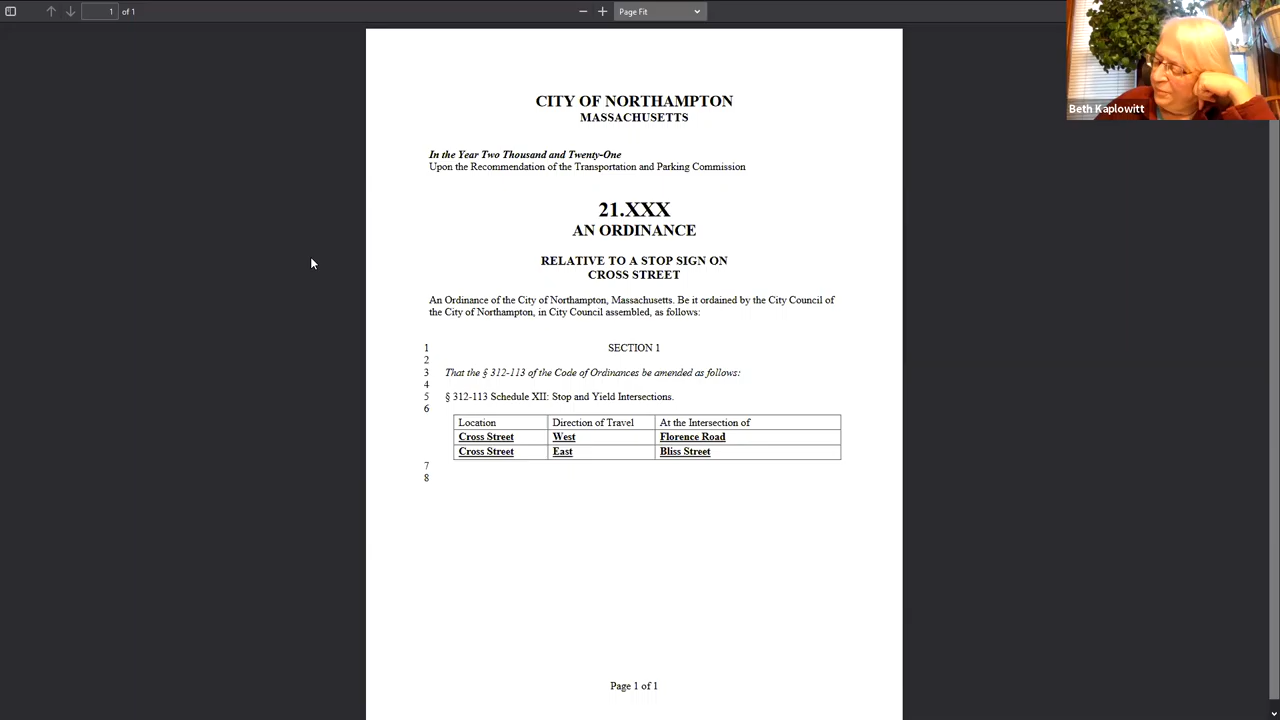 1 of 1
Page Fit
Beth Kaplowitt
CITY OF NORTHAMPTON
MASSACHUSETTS
In the Year Two Thousand and Twenty-One
Upon the Recommendation of the Transportation and Parking Commission
21.XXX
AN ORDINANCE
RELATIVE TO A STOP SIGN ON
CROSS STREET
An Ordinance of the City of Northampton, Massachusetts. Be it ordained by the City Council of
the City of Northampton, in City Council assembled, as follows:
1 SECTION 1
2
3 That the § 312-113 of the Code of Ordinances be amended as follows:
4
5 § 312-113 Schedule XII: Stop and Yield Intersections.
6
Location Direction of Travel At the Intersection of
Cross Street West Florence Road
Cross Street East Bliss Street
7
8
Page 1 of 1